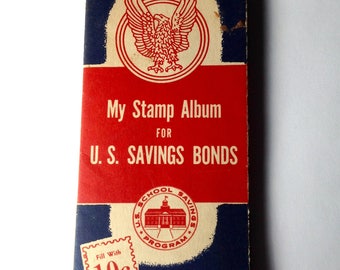 My Stamp Album
FOR
U. S. SAVINGS BONDS
U. S. SCHOOL SAVINGS
PROGRAM
Fill With
10¢